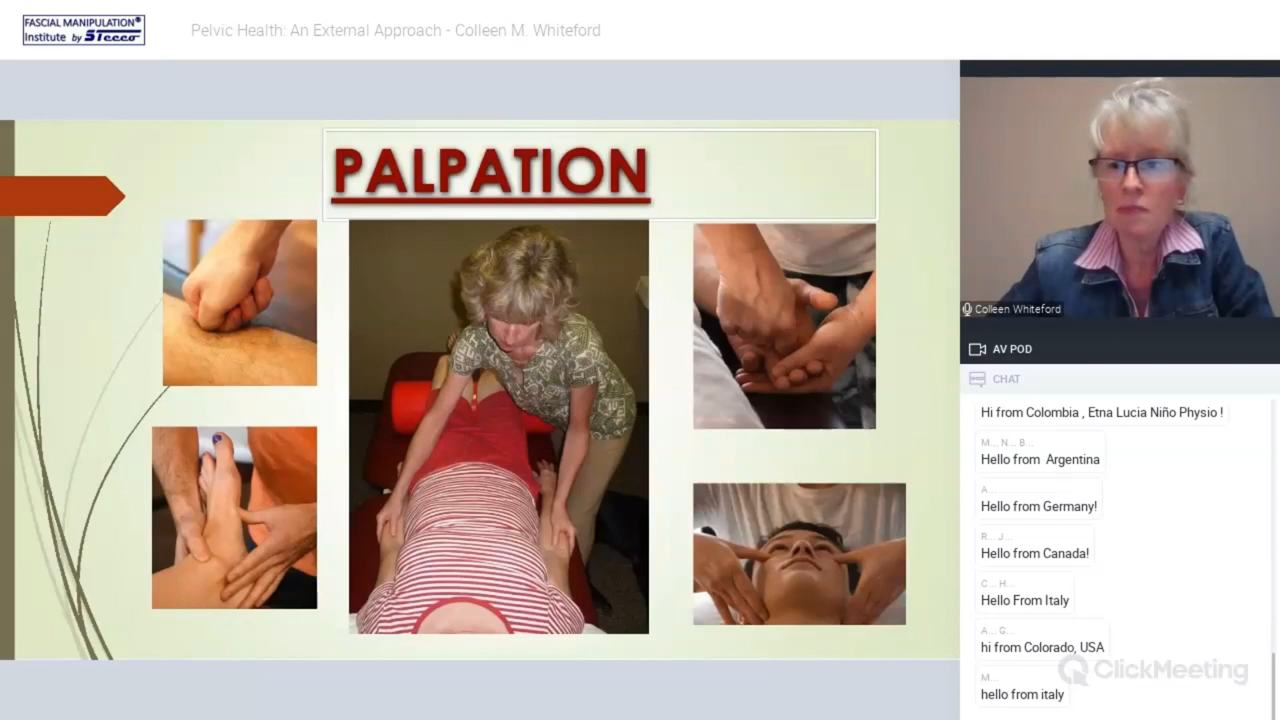 FASCIAL MANIPULATION®
Institute by STecco
Pelvic Health: An External Approach - Colleen M. Whiteford
PALPATION
Colleen Whiteford
AV POD
CHAT
Hi from Colombia , Etna Lucia Niño Physio !
M... N... B...
Hello from Argentina
A...
Hello from Germany!
R... J...
Hello from Canada!
C... H...
Hello From Italy
A... G...
hi from Colorado, USA
M...
hello from italy
ClickMeeting